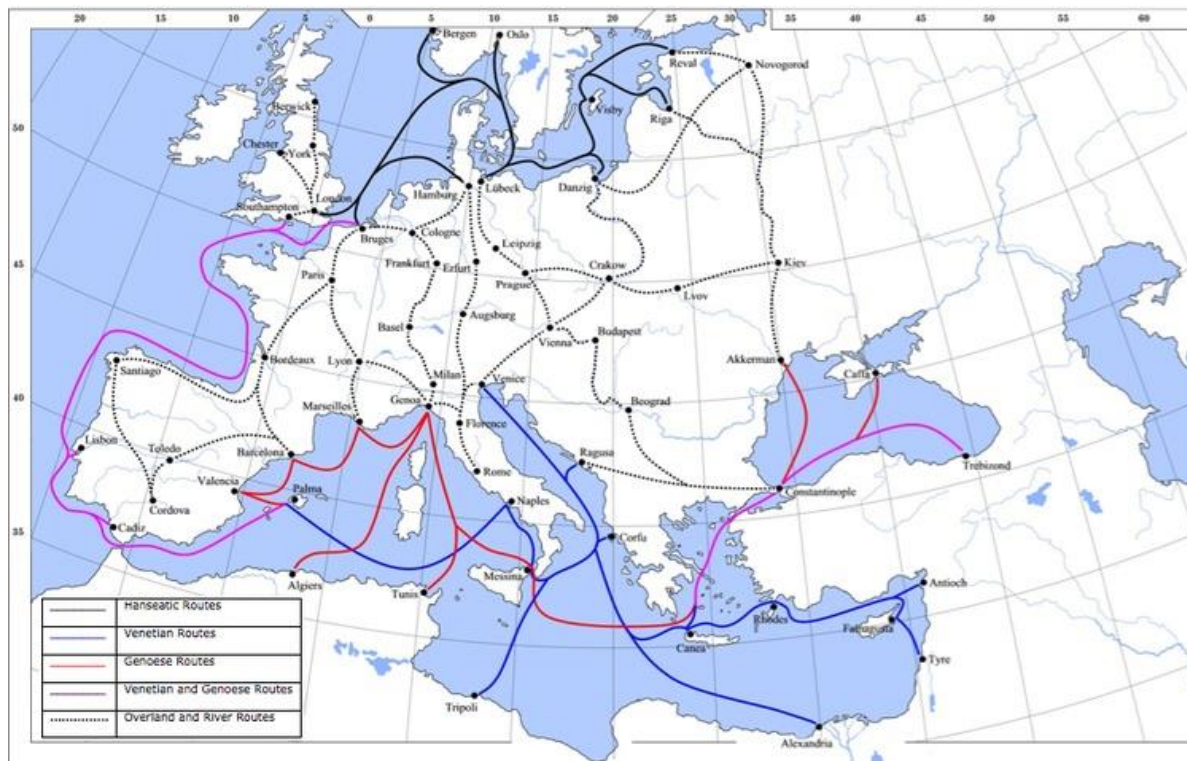 20 15 10 5 0 5 10 15 20 25 30 35 40 45 50 55 60
Bergen
Oslo
Reval
Novogorod
50
Berwick
Visby
Riga
Chester
York
London
Hamburg
Lübeck
Danzig
Southampton
Bruges
Cologne
Leipzig
45
Paris
Frankfurt
Erfurt
Prague
Crakow
Kiev
Lvov
Basel
Augsburg
Vienna
Budapest
Bordeaux
Lyon
Akkerman
Caffa
Santiago
Milan
Venice
40
Genoa
Marseilles
Beograd
Florence
Lisbon
Toledo
Barcelona
Ragusa
Trebizond
Valencia
Palma
Rome
Constantinople
Cordova
Naples
35
Cadiz
Corfu
Algiers
Tunis
Messina
Antioch
Rhodes
Famagusta
Canea
Tyre
Tripoli
Alexandria
Hanseatic Routes
Venetian Routes
Genoese Routes
Venetian and Genoese Routes
Overland and River Routes